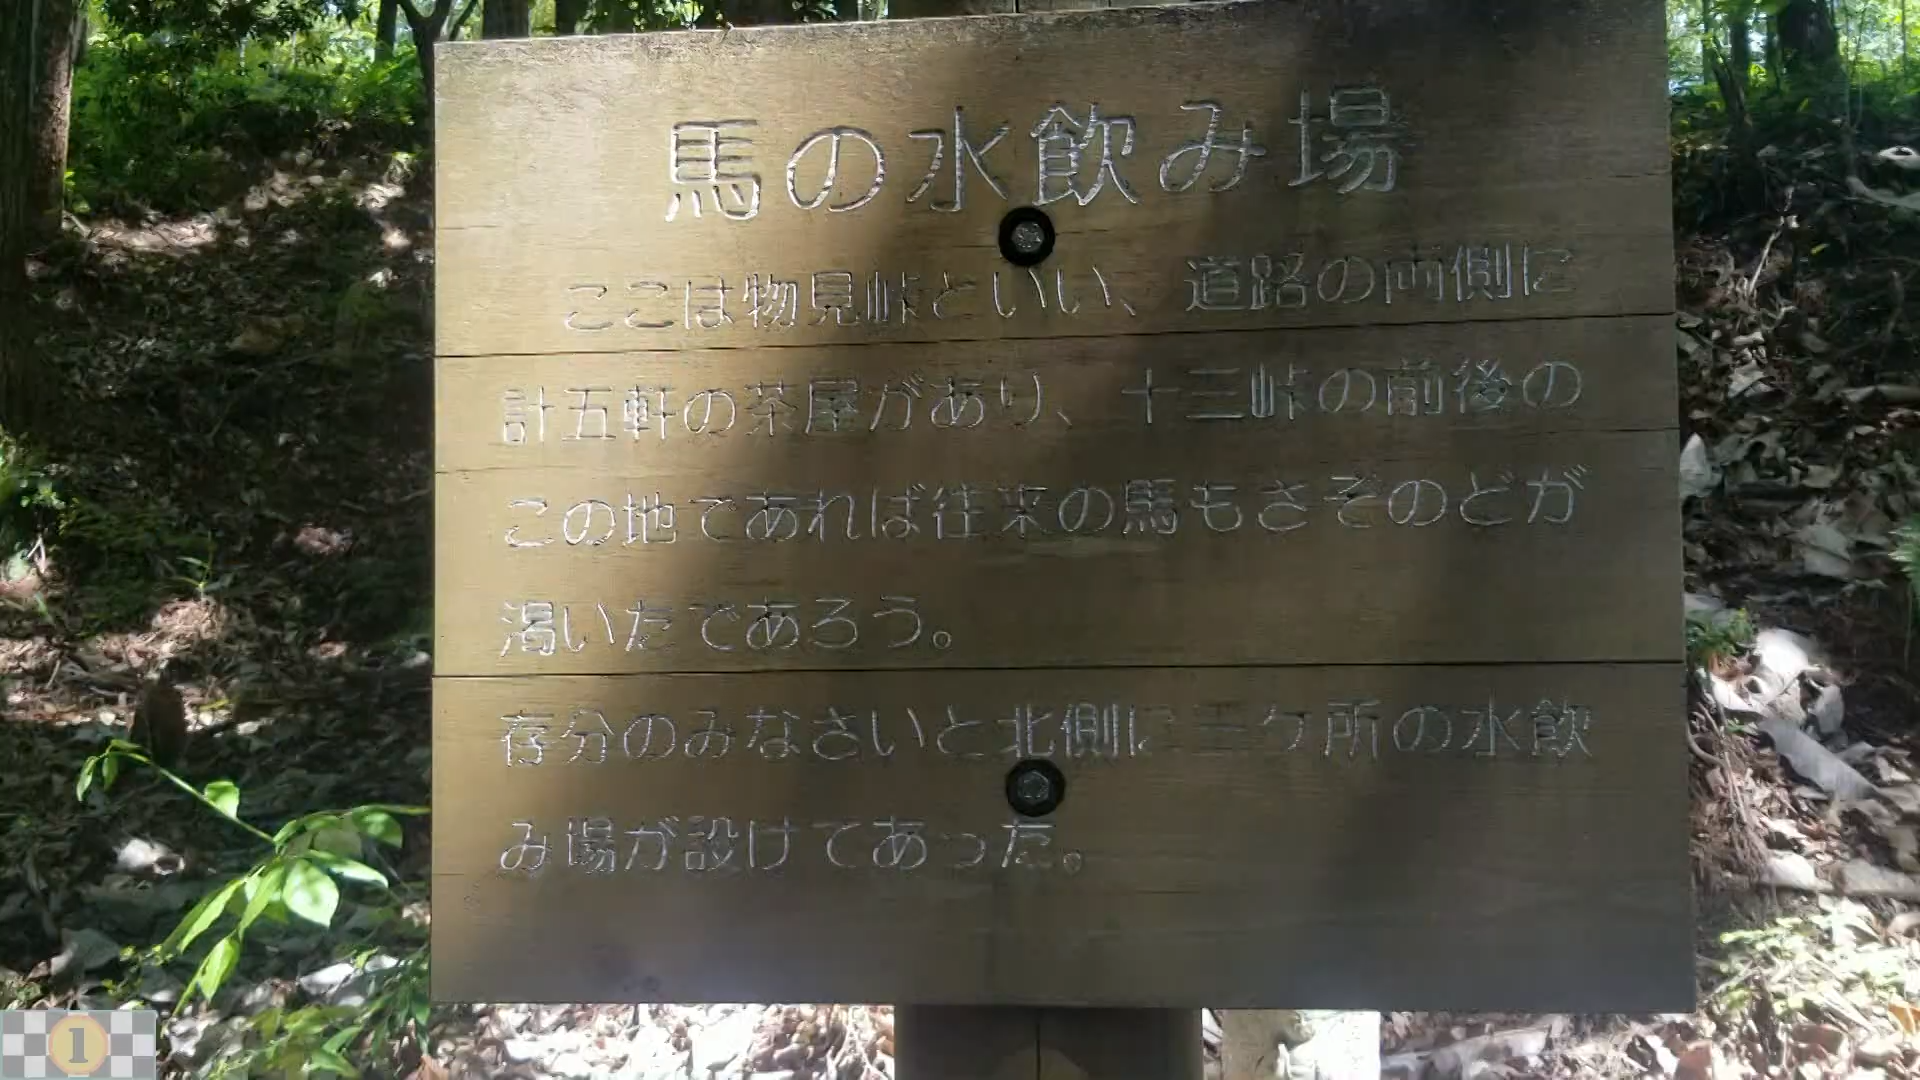 馬の水飲み場
ここは物見峠といい、道路の両側に
計五軒の茶屋があり、十三峠の前後の
この地であれば往来の馬もさぞのどが
渇いたであろう。
存分のみなさいと北側に三ケ所の水飲
み場が設けてあった。
1